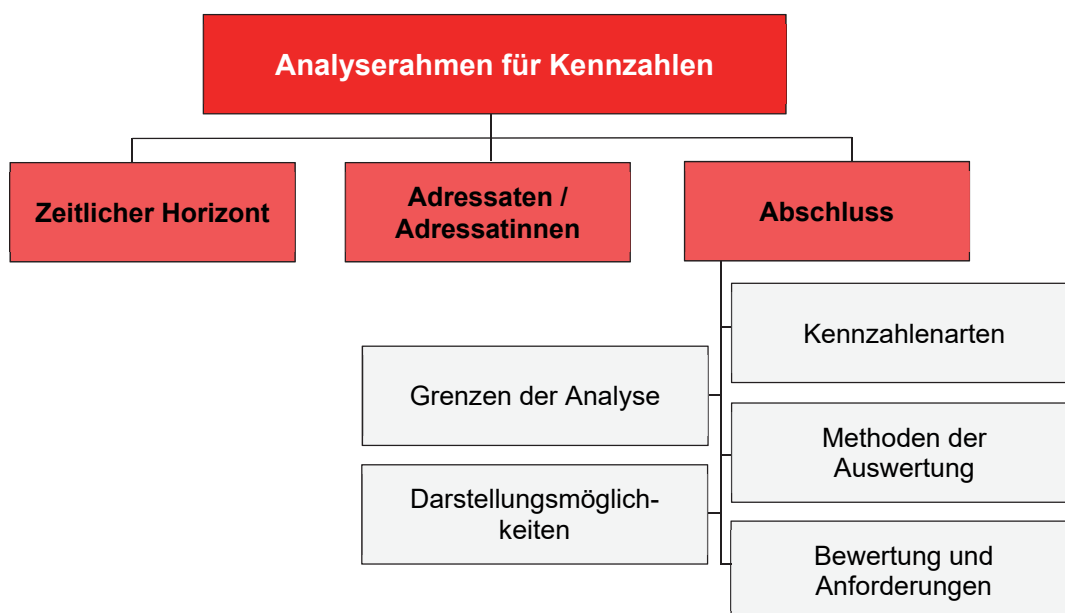 Analyserahmen für Kennzahlen
Zeitlicher Horizont
Adressaten /
Adressatinnen
Abschluss
Kennzahlenarten
Grenzen der Analyse
Methoden der
Auswertung
Darstellungsmöglich-
keiten
Bewertung und
Anforderungen